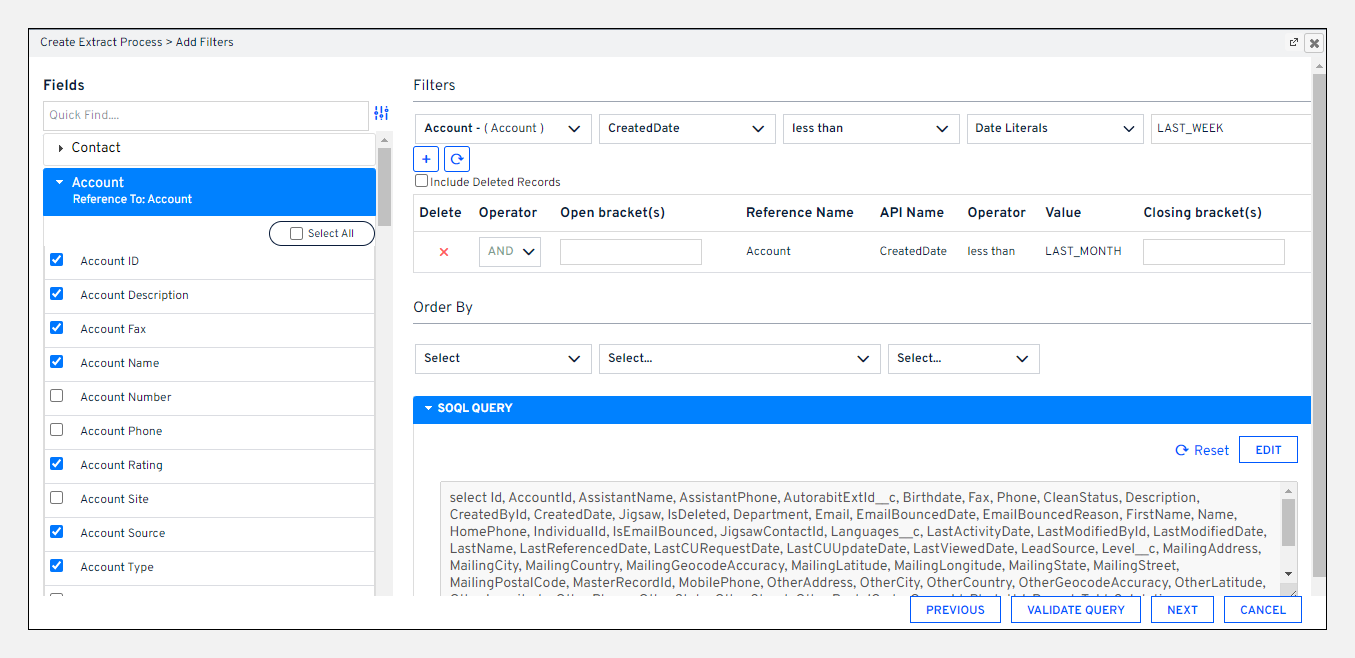 Create Extract Process > Add Filters
Fields
Quick Find....
Contact
Account
Reference To: Account
Select All
Account ID
Account Description
Account Fax
Account Name
Account Number
Account Phone
Account Rating
Account Site
Account Source
Account Type
Filters
Account - ( Account ) CreatedDate less than Date Literals LAST_WEEK
+
Include Deleted Records
Delete Operator Open bracket(s) Reference Name API Name Operator Value Closing bracket(s)
AND Account CreatedDate less than LAST_MONTH
Order By
Select Select... Select...
SOQL QUERY
Reset EDIT
select Id, AccountId, AssistantName, AssistantPhone, AutorabitExtId__c, Birthdate, Fax, Phone, CleanStatus, Description,
CreatedById, CreatedDate, Jigsaw, IsDeleted, Department, Email, EmailBouncedDate, EmailBouncedReason, FirstName, Name,
HomePhone, IndividualId, IsEmailBounced, JigsawContactId, Languages__c, LastActivityDate, LastModifiedById, LastModifiedDate,
LastName, LastReferencedDate, LastCURequestDate, LastCUUpdateDate, LastViewedDate, LeadSource, Level__c, MailingAddress,
MailingCity, MailingCountry, MailingGeocodeAccuracy, MailingLatitude, MailingLongitude, MailingState, MailingStreet,
MailingPostalCode, MasterRecordId, MobilePhone, OtherAddress, OtherCity, OtherCountry, OtherGeocodeAccuracy, OtherLatitude,
PREVIOUS VALIDATE QUERY NEXT CANCEL